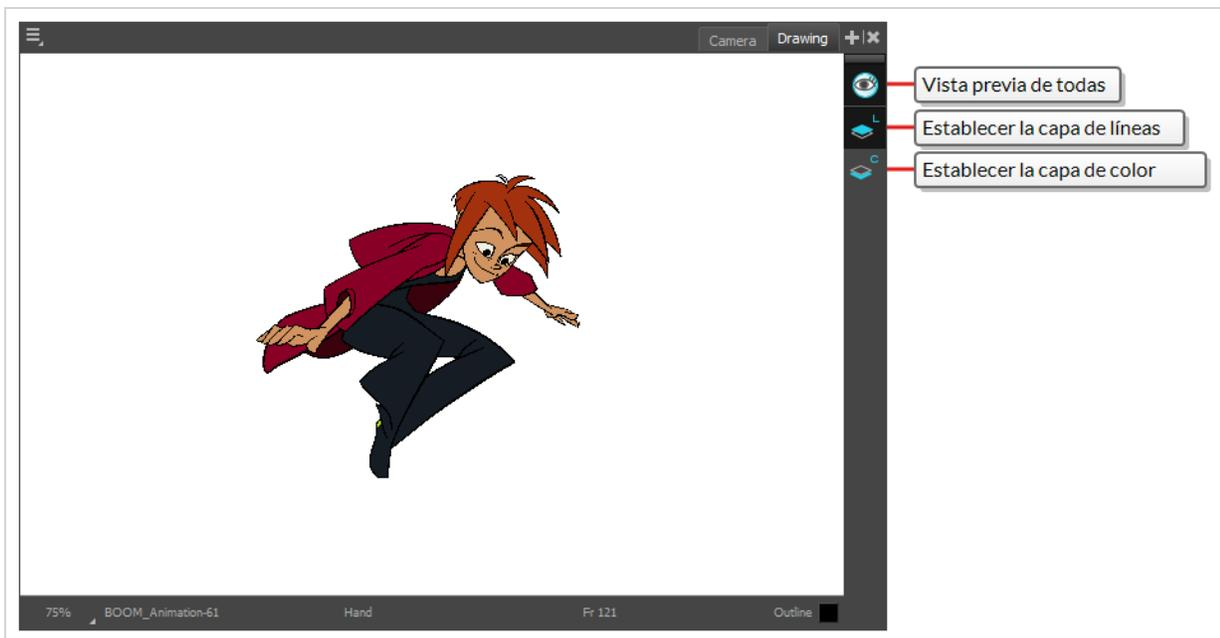 Camera Drawing
Vista previa de todas
L
Establecer la capa de líneas
C
Establecer la capa de color
75% BOOM_Animation-61 Hand Fr 121 Outline